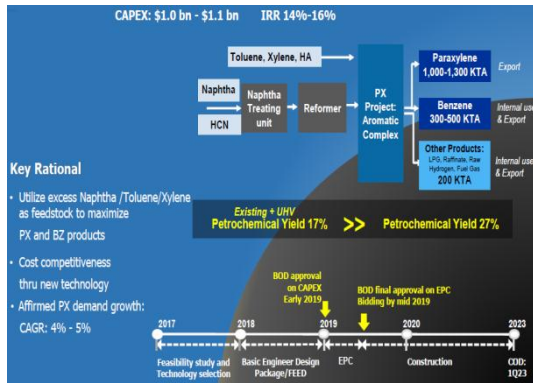 CAPEX: $1.0 bn - $1.1 bn IRR 14%-16%
Toluene, Xylene, HA
Naphtha
HCN
Naphtha
Treating
unit
Reformer
PX
Project:
Aromatic
Complex
Paraxylene
1,000-1,300 KTA
Export
Benzene
300-500 KTA
Internal use
& Export
Other Products:
LPG, Raffinate, Raw
Hydrogen, Fuel Gas
200 KTA
Internal use
& Export
Key Rational
• Utilize excess Naphtha /Toluene/Xylene
as feedstock to maximize
PX and BZ products
• Cost competitiveness
thru new technology
• Affirmed PX demand growth:
CAGR: 4% - 5%
Existing + UHV
Petrochemical Yield 17% >> Petrochemical Yield 27%
BOD approval
on CAPEX
Early 2019
BOD final approval on EPC
Bidding by mid 2019
2017 2018 2019 2020 2023
Feasibility study and
Technology selection
Basic Engineer Design
Package/FEED
EPC
Construction
COD:
1Q23